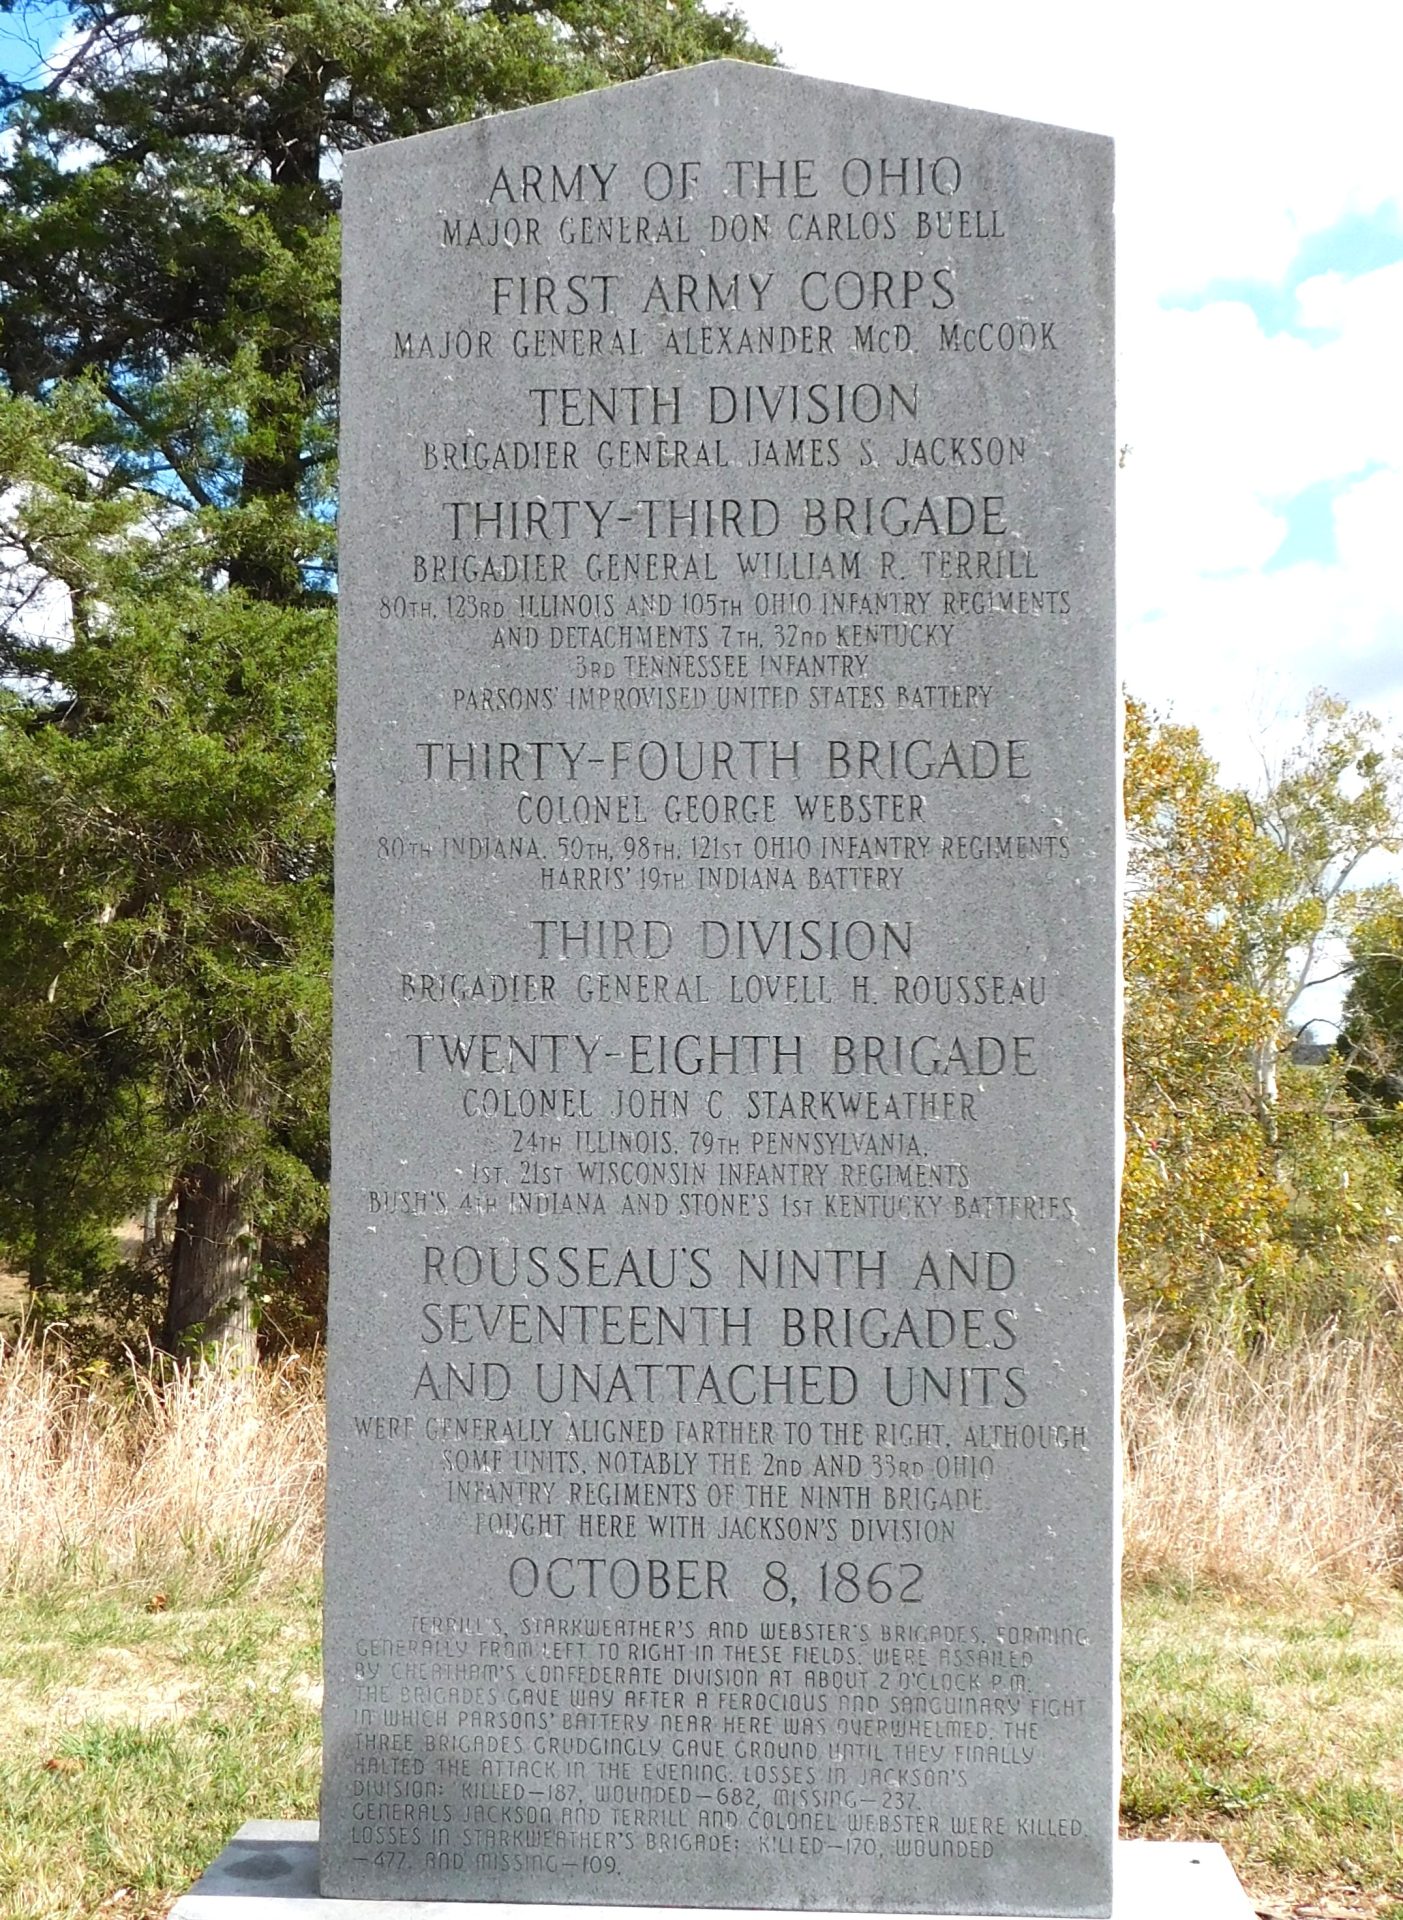 ARMY OF THE OHIO
MAJOR GENERAL DON CARLOS BUELL
FIRST ARMY CORPS
MAJOR GENERAL ALEXANDER McD. McCOOK
TENTH DIVISION
BRIGADIER GENERAL JAMES S. JACKSON
THIRTY-THIRD BRIGADE
BRIGADIER GENERAL WILLIAM R. TERRILL
80TH, 123RD ILLINOIS AND 105TH OHIO INFANTRY REGIMENTS
AND DETACHMENTS 7TH, 32ND KENTUCKY
3RD TENNESSEE INFANTRY
PARSONS' IMPROVISED UNITED STATES BATTERY
THIRTY-FOURTH BRIGADE
COLONEL GEORGE WEBSTER
80TH INDIANA, 50TH, 98TH, 121ST OHIO INFANTRY REGIMENTS
HARRIS' 19TH INDIANA BATTERY
THIRD DIVISION
BRIGADIER GENERAL LOVELL H. ROUSSEAU
TWENTY-EIGHTH BRIGADE
COLONEL JOHN C. STARKWEATHER
24TH ILLINOIS, 79TH PENNSYLVANIA,
1ST, 21ST WISCONSIN INFANTRY REGIMENTS
BUSH'S 4TH INDIANA AND STONE'S 1ST KENTUCKY BATTERIES
ROUSSEAU'S NINTH AND
SEVENTEENTH BRIGADES
AND UNATTACHED UNITS
WERE GENERALLY ALIGNED FARTHER TO THE RIGHT, ALTHOUGH
SOME UNITS, NOTABLY THE 2ND AND 33RD OHIO
INFANTRY REGIMENTS OF THE NINTH BRIGADE
FOUGHT HERE WITH JACKSON'S DIVISION
OCTOBER 8, 1862
TERRILL'S, STARKWEATHER'S AND WEBSTER'S BRIGADES, FORMING
GENERALLY FROM LEFT TO RIGHT IN THESE FIELDS, WERE ASSAILED
BY CHEATHAM'S CONFEDERATE DIVISION AT ABOUT 2 O'CLOCK P.M.
THE BRIGADES GAVE WAY AFTER A FEROCIOUS AND SANGUINARY FIGHT
IN WHICH PARSONS' BATTERY NEAR HERE WAS OVERWHELMED. THE
THREE BRIGADES GRUDGINGLY GAVE GROUND UNTIL THEY FINALLY
HALTED THE ATTACK IN THE EVENING. LOSSES IN JACKSON'S
DIVISION: KILLED-187, WOUNDED-682, MISSING-237.
GENERALS JACKSON AND TERRILL AND COLONEL WEBSTER WERE KILLED.
LOSSES IN STARKWEATHER'S BRIGADE: KILLED-170, WOUNDED
-477, AND MISSING-109.